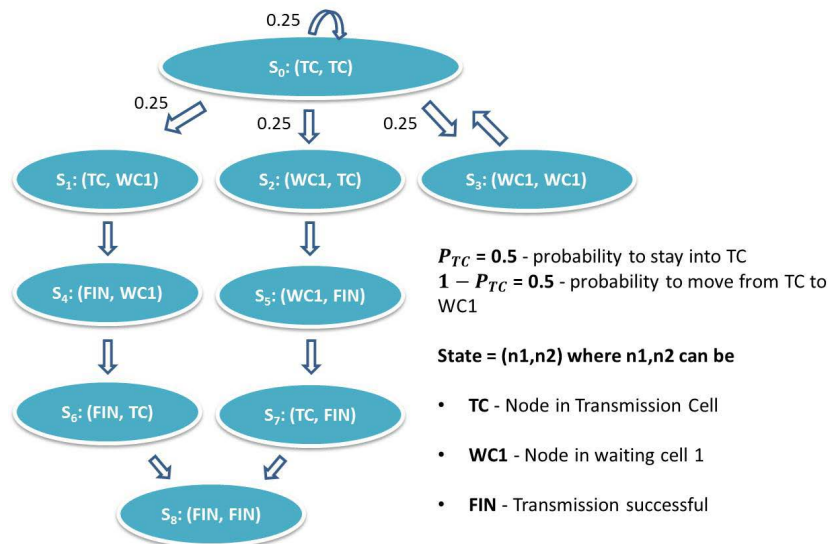 0.25
S₀: (TC, TC)
0.25
0.25
0.25
S₁: (TC, WC1)
S₂: (WC1, TC)
S₃: (WC1, WC1)
P_TC = 0.5 - probability to stay into TC
1 − P_TC = 0.5 - probability to move from TC to
WC1
S₄: (FIN, WC1)
S₅: (WC1, FIN)
State = (n1,n2) where n1,n2 can be
S₆: (FIN, TC)
S₇: (TC, FIN)
• TC - Node in Transmission Cell
• WC1 - Node in waiting cell 1
S₈: (FIN, FIN)
• FIN - Transmission successful